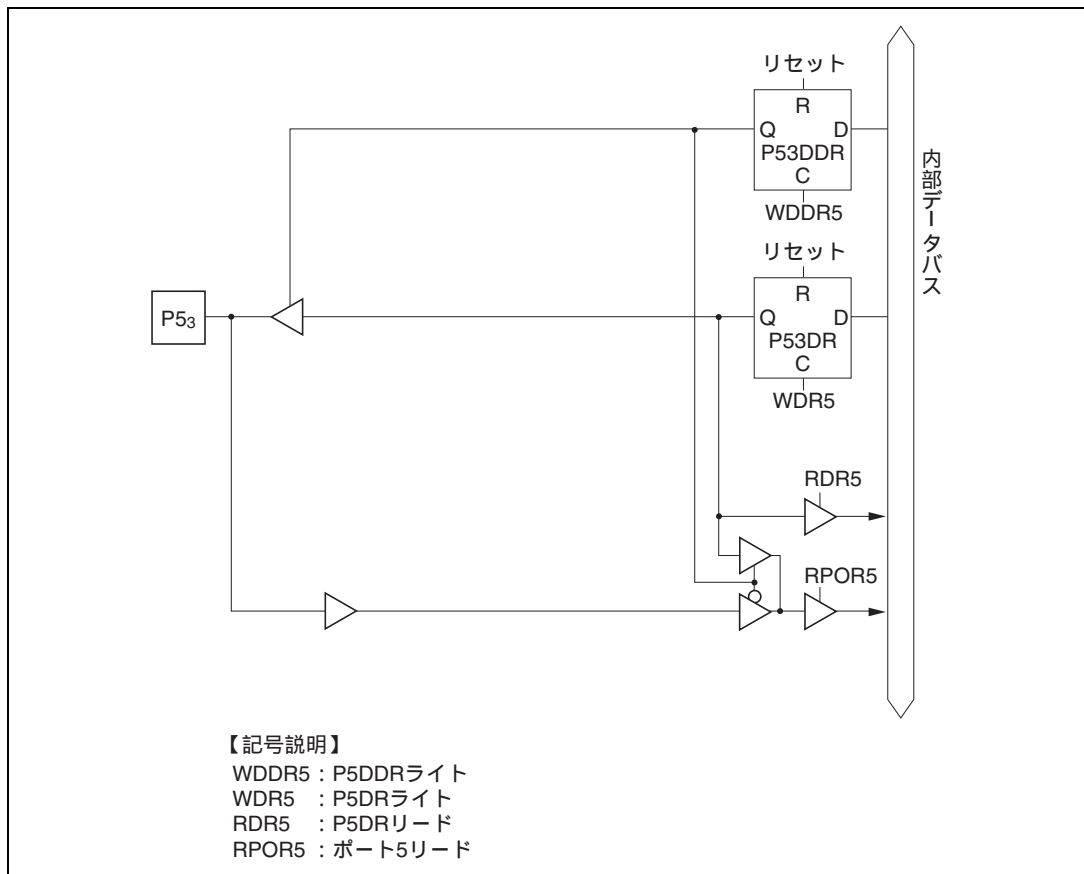 リセット
R
Q D
P53DDR
C
WDDR5
内部データバス
リセット
R
Q D
P53DR
C
WDR5
P53
RDR5
RPOR5
【記号説明】
WDDR5 : P5DDRライト
WDR5 : P5DRライト
RDR5 : P5DRリード
RPOR5 : ポート5リード